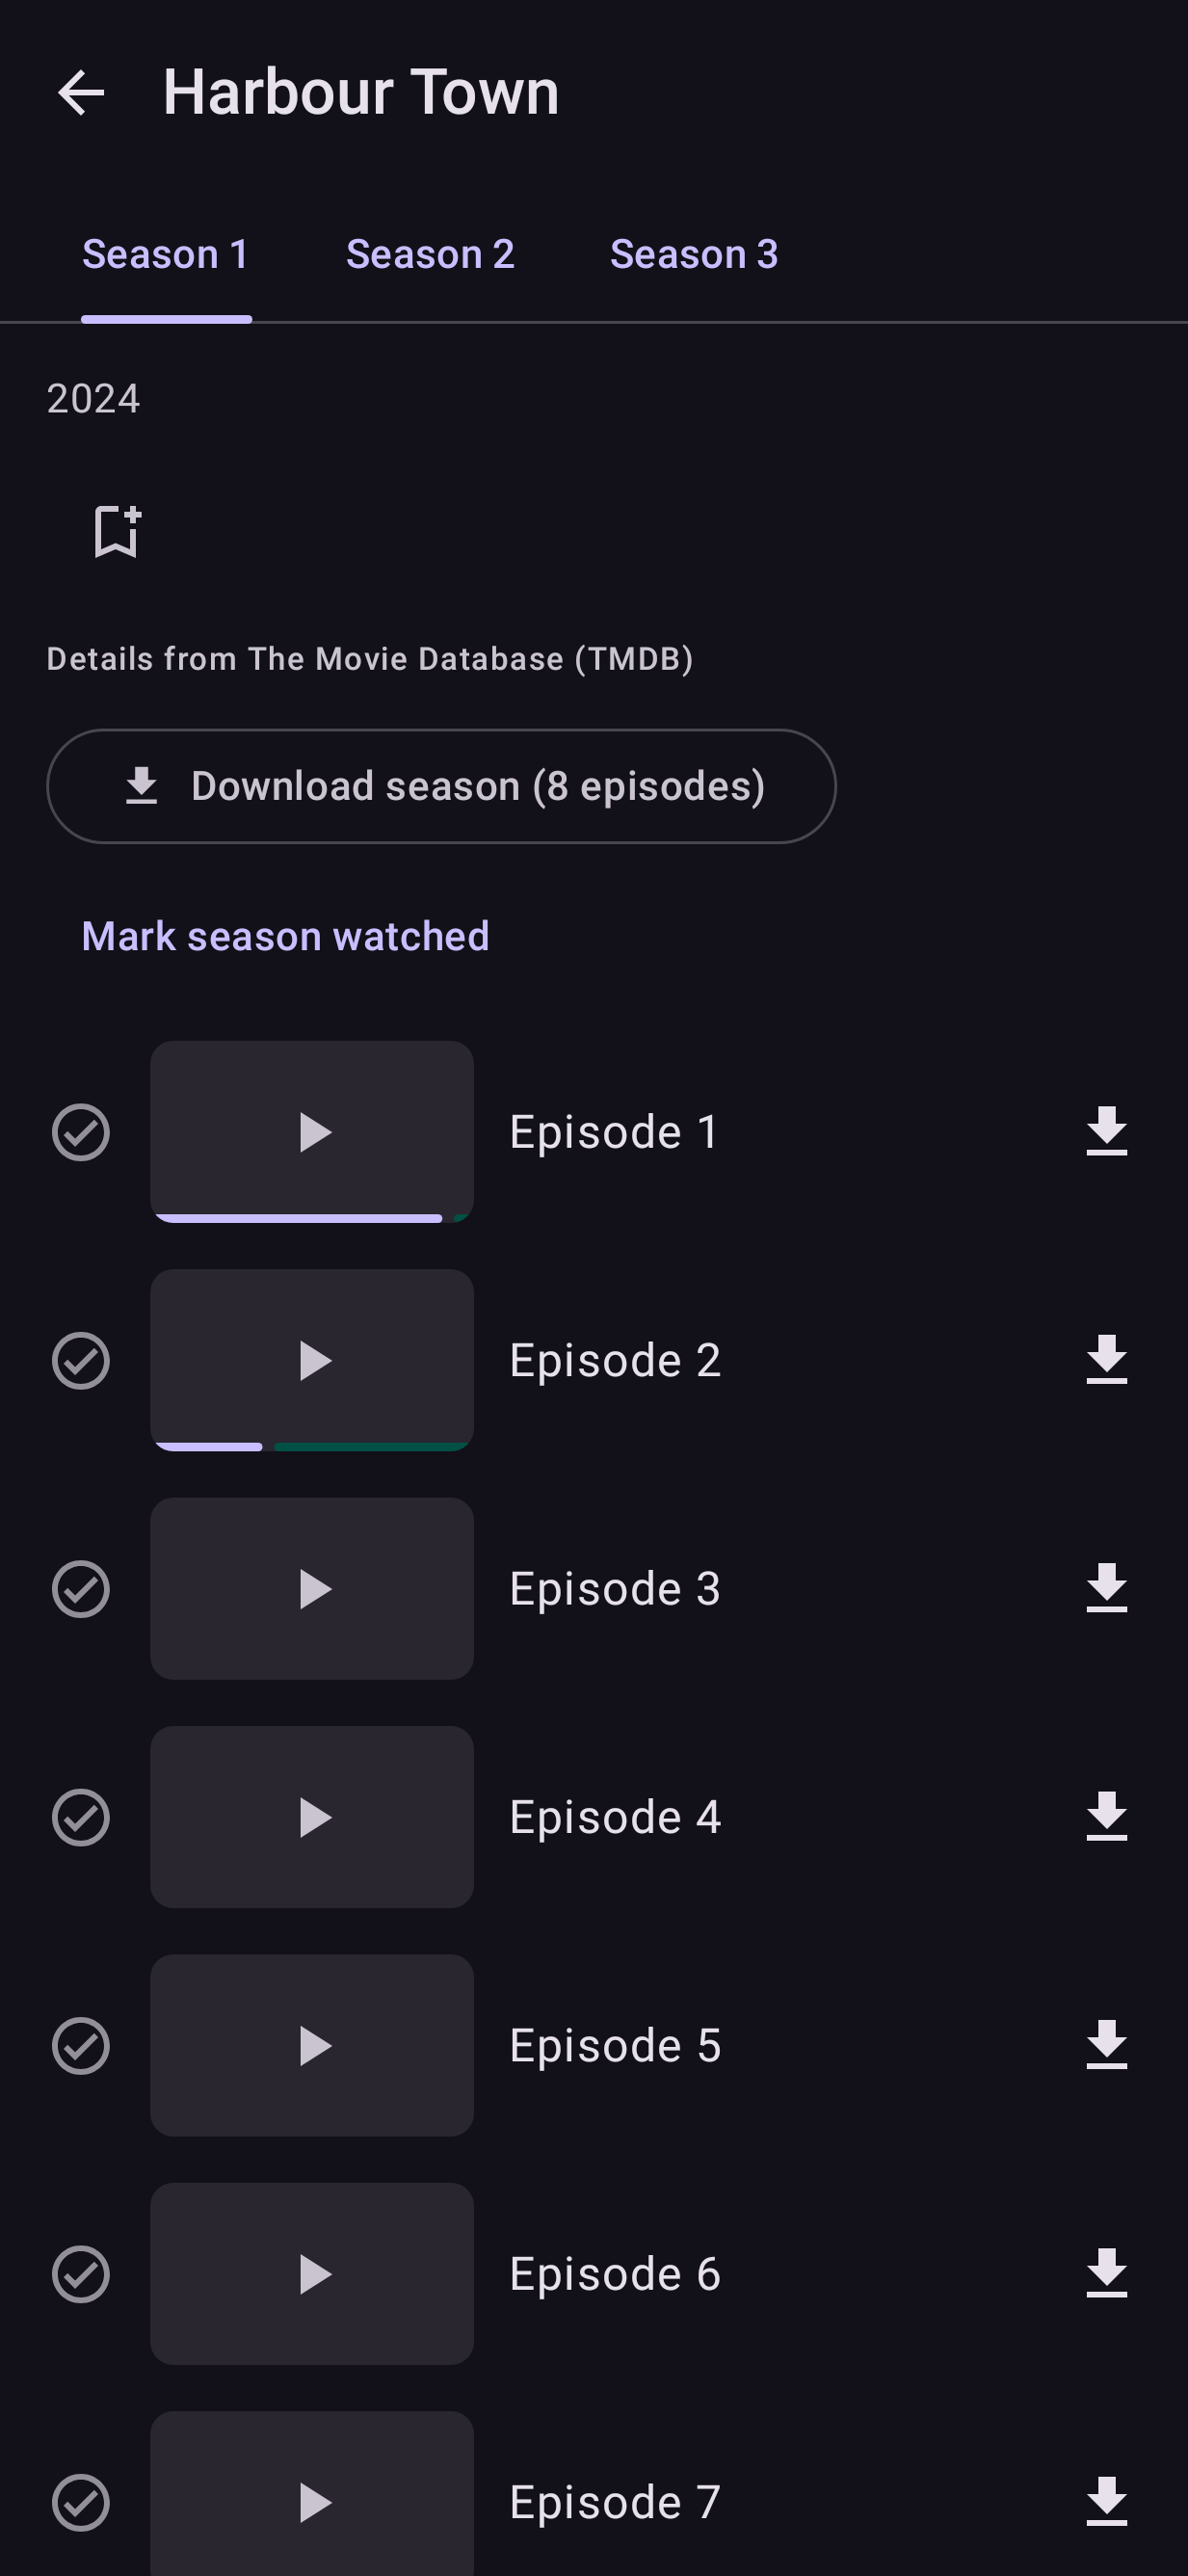 Harbour Town
Season 1 Season 2 Season 3
2024
Details from The Movie Database (TMDB)
Download season (8 episodes)
Mark season watched
Episode 1
Episode 2
Episode 3
Episode 4
Episode 5
Episode 6
Episode 7